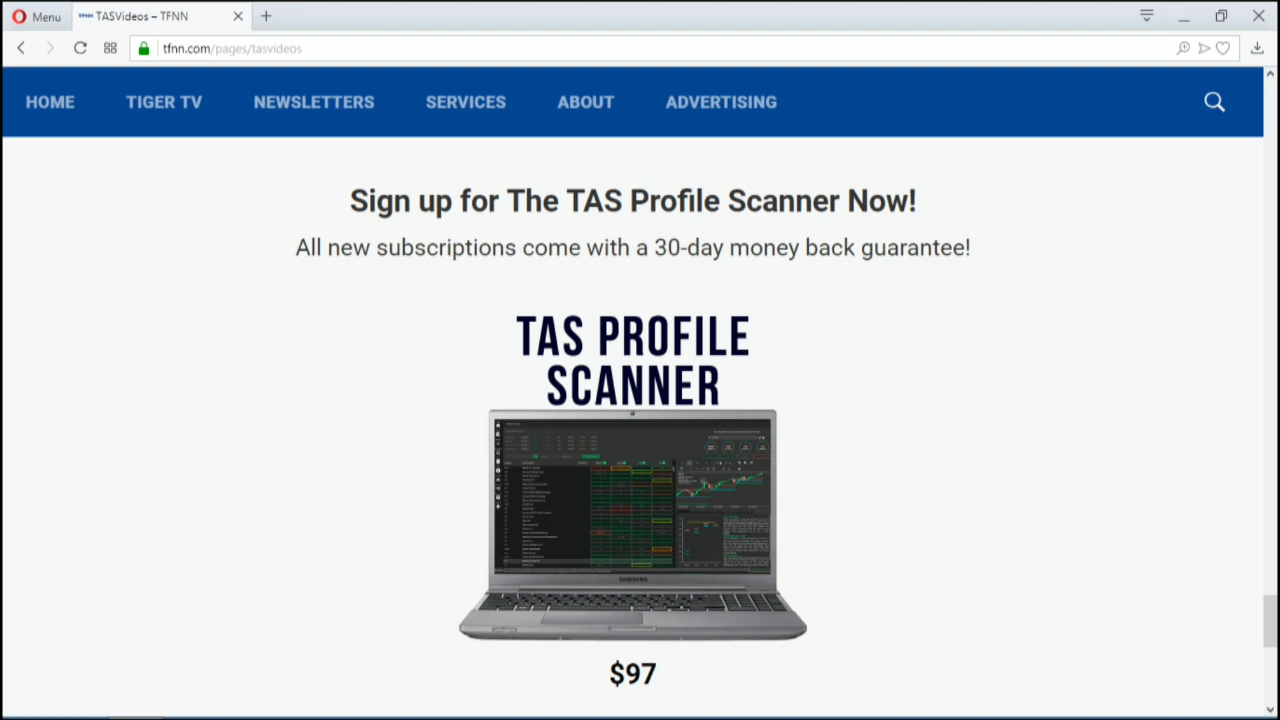 Menu
TFNN TASVideos – TFNN
tfnn.com/pages/tasvideos
HOME
TIGER TV
NEWSLETTERS
SERVICES
ABOUT
ADVERTISING
Sign up for The TAS Profile Scanner Now!
All new subscriptions come with a 30-day money back guarantee!
TAS PROFILE
SCANNER
SAMSUNG
$97